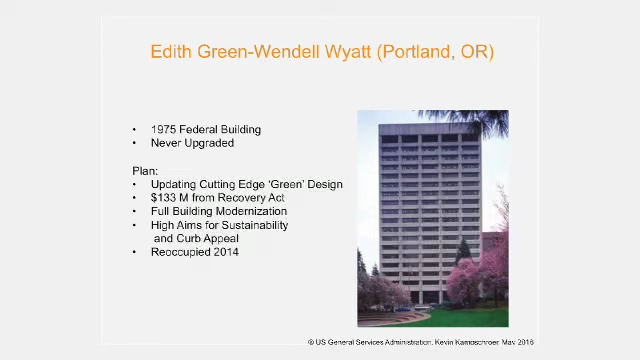 Edith Green-Wendell Wyatt (Portland, OR)
• 1975 Federal Building
• Never Upgraded
Plan:
• Updating Cutting Edge ‘Green’ Design
• $133 M from Recovery Act
• Full Building Modernization
• High Aims for Sustainability
and Curb Appeal
• Reoccupied 2014
© US General Services Administration, Kevin Kampschroer, May 2016